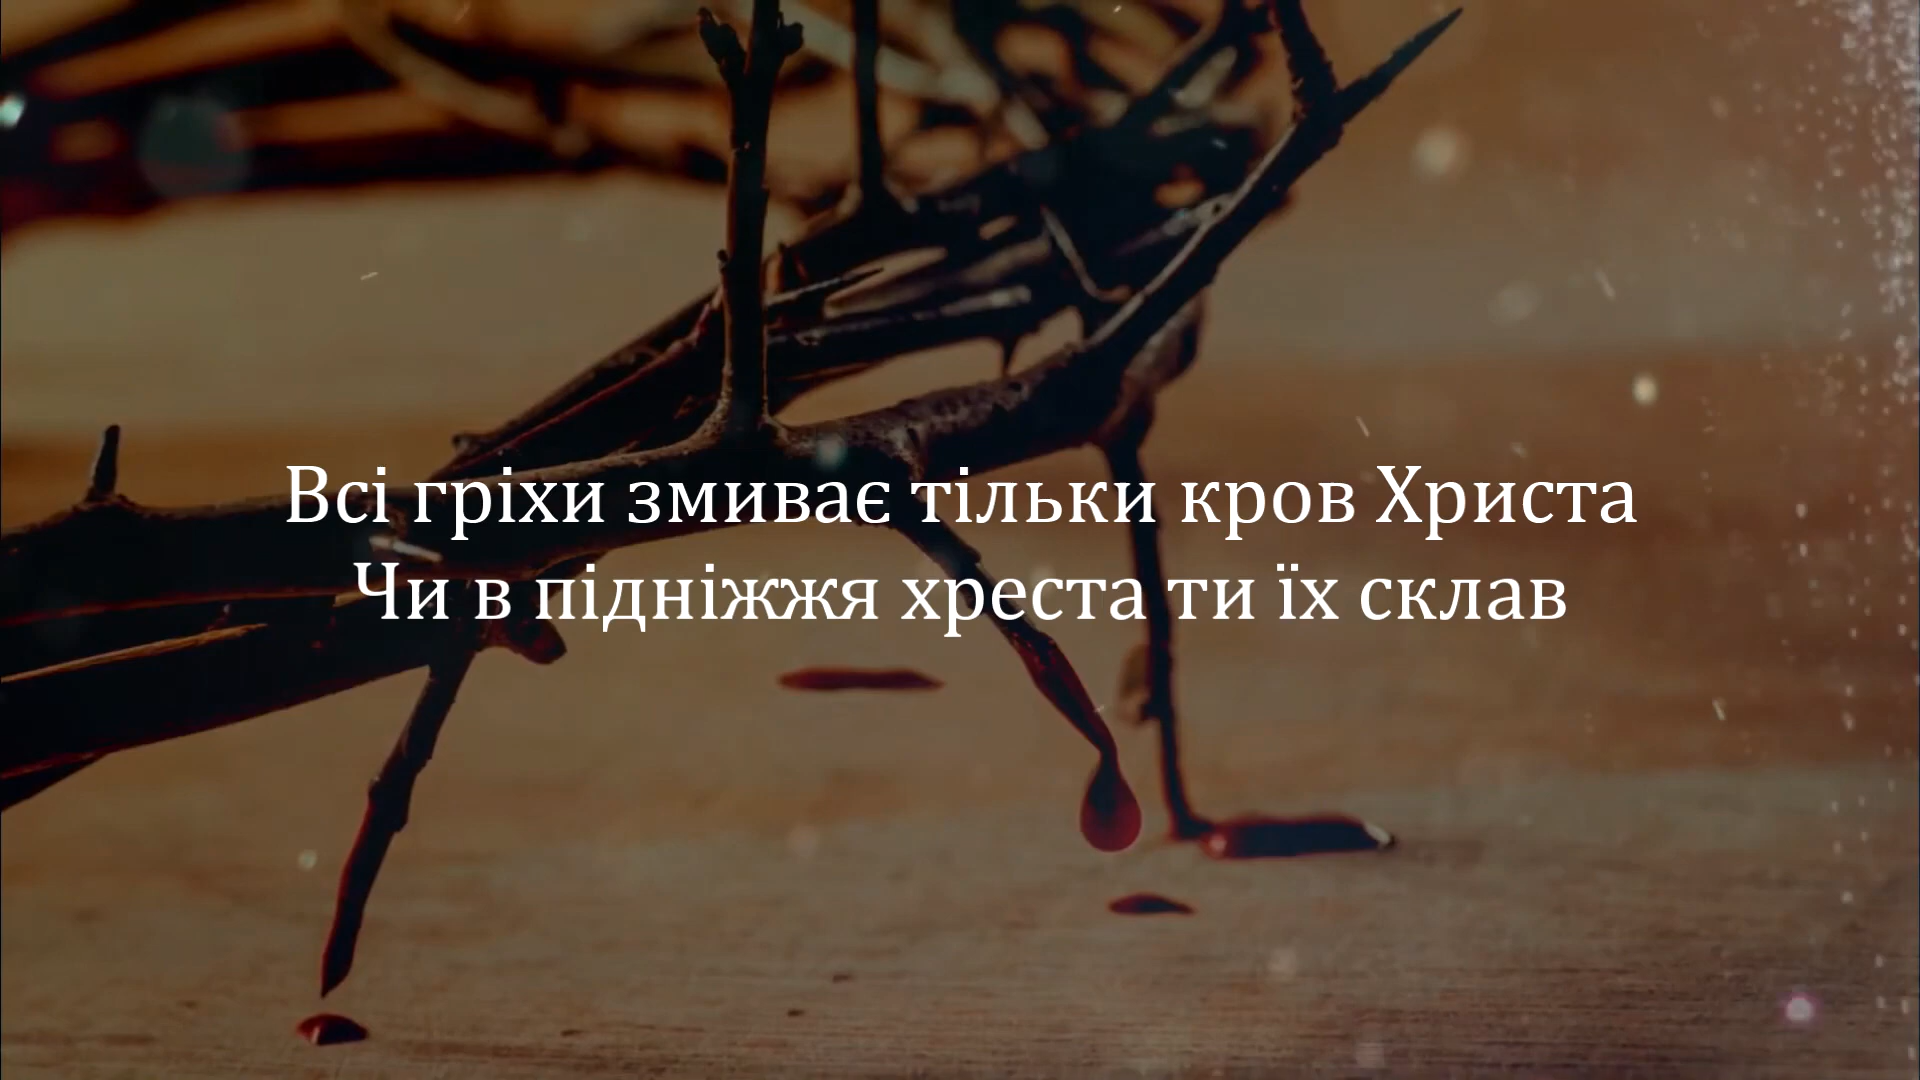 Всі гріхи змиває тільки кров Христа
Чи в підніжжя хреста ти їх склав